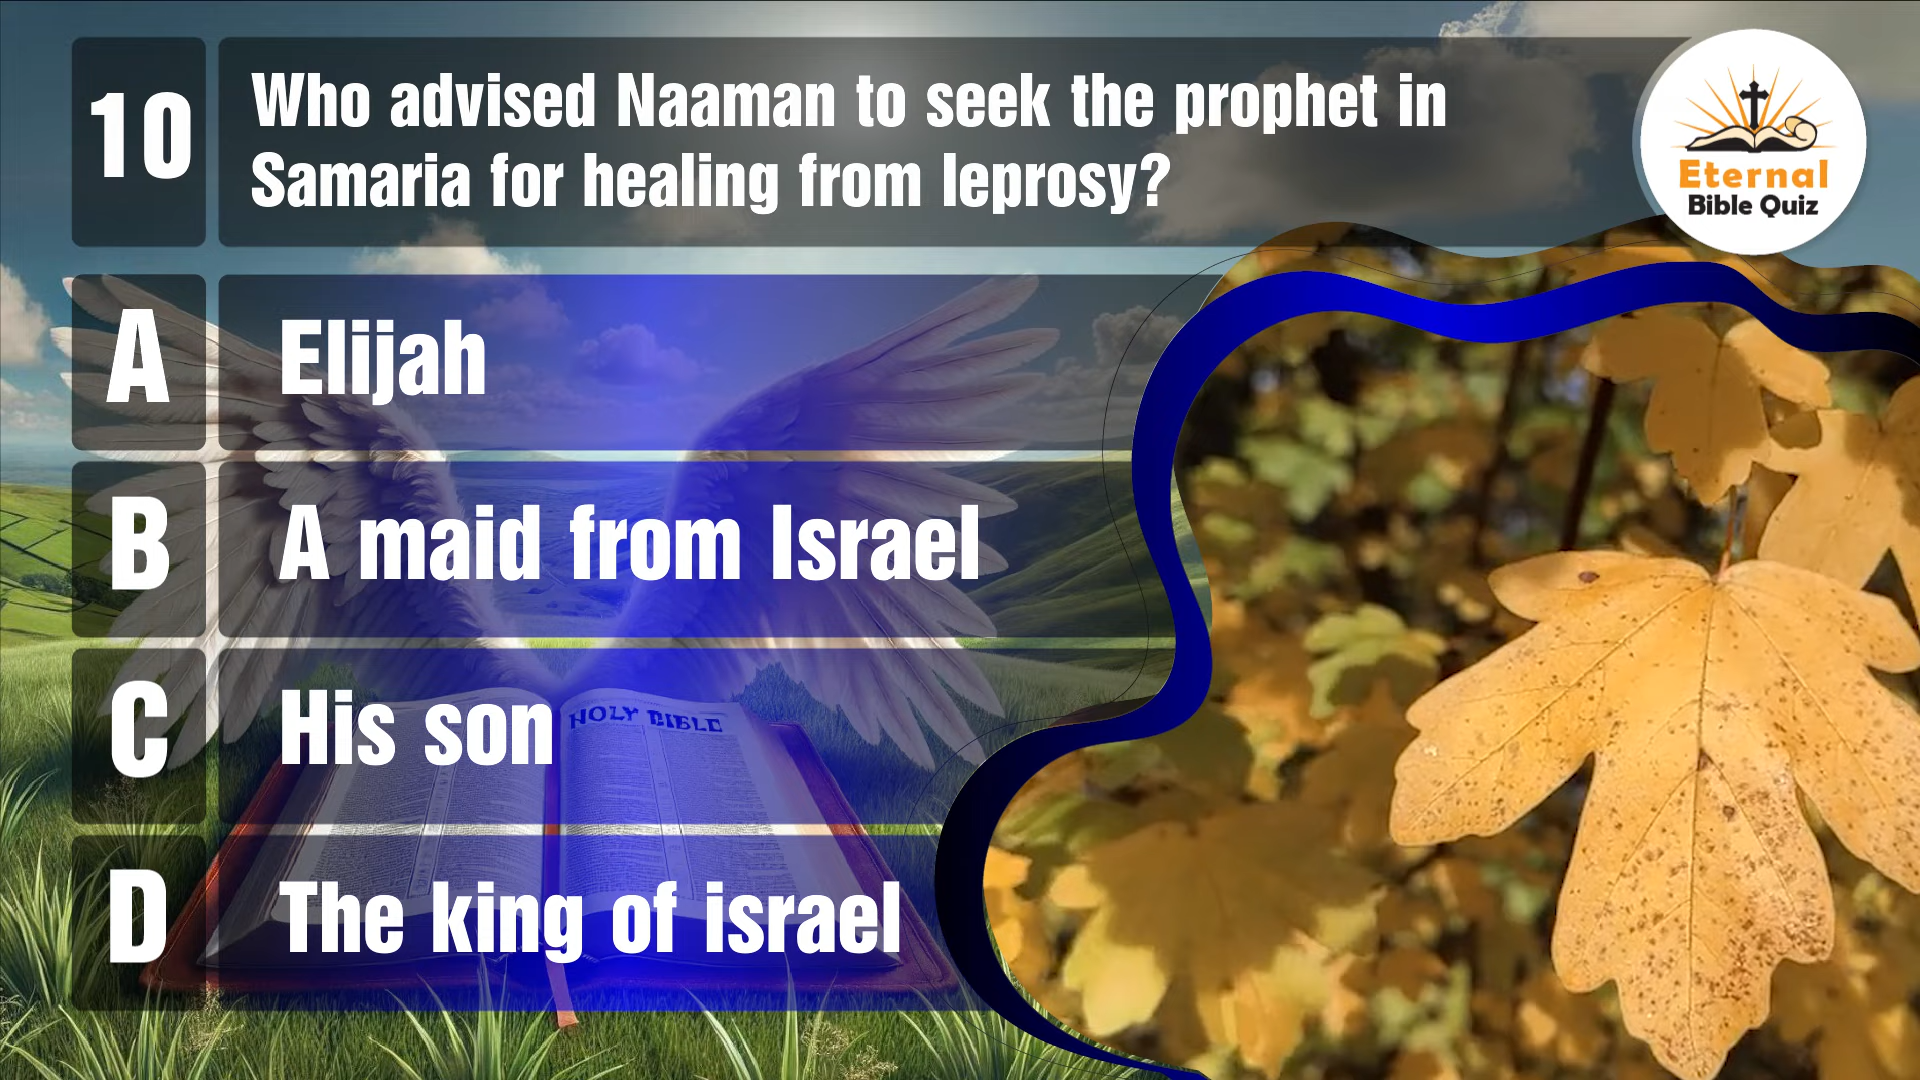 10
Who advised Naaman to seek the prophet in
Samaria for healing from leprosy?
Eternal
Bible Quiz
A
Elijah
B
A maid from Israel
C
His son
HOLY BIBLE
D
The king of israel